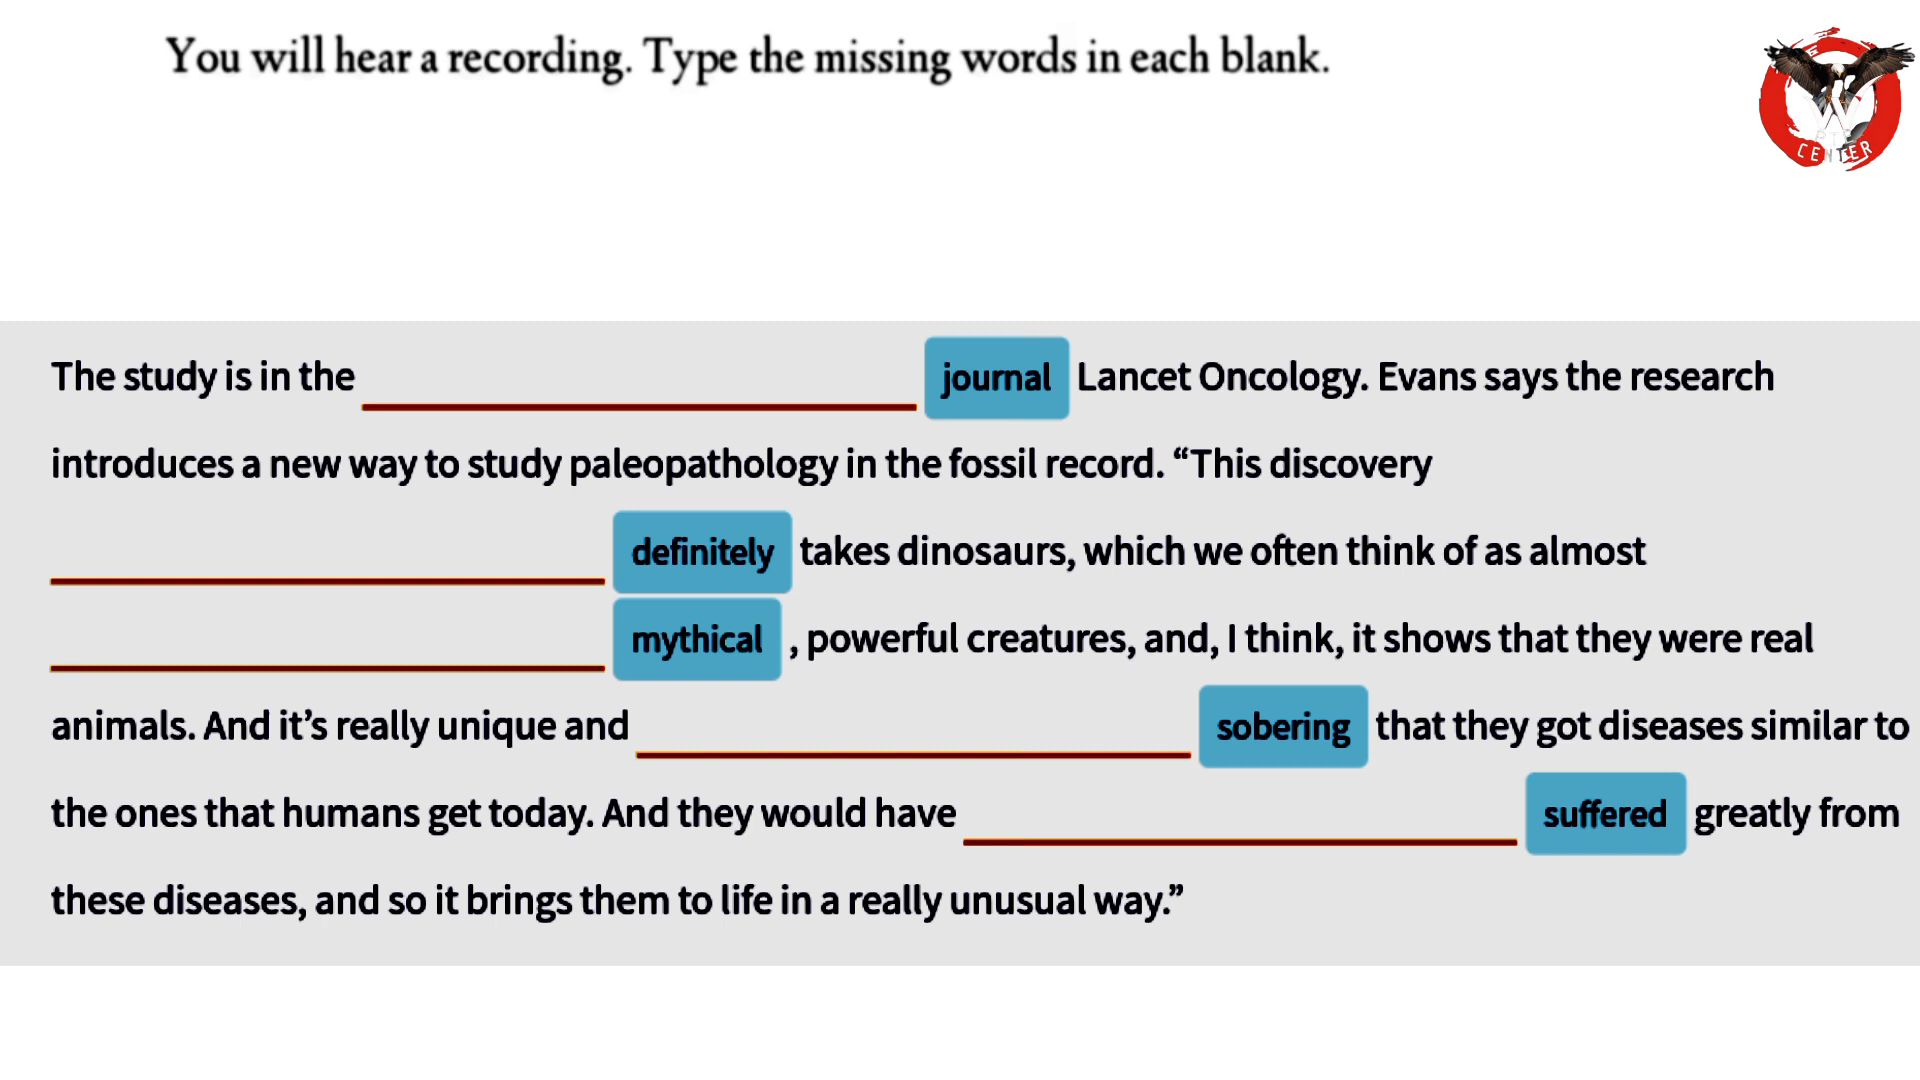 You will hear a recording. Type the missing words in each blank.
CENTER
The study is in the journal Lancet Oncology. Evans says the research
introduces a new way to study paleopathology in the fossil record. “This discovery
definitely takes dinosaurs, which we often think of as almost
mythical , powerful creatures, and, I think, it shows that they were real
animals. And it’s really unique and sobering that they got diseases similar to
the ones that humans get today. And they would have suffered greatly from
these diseases, and so it brings them to life in a really unusual way.”